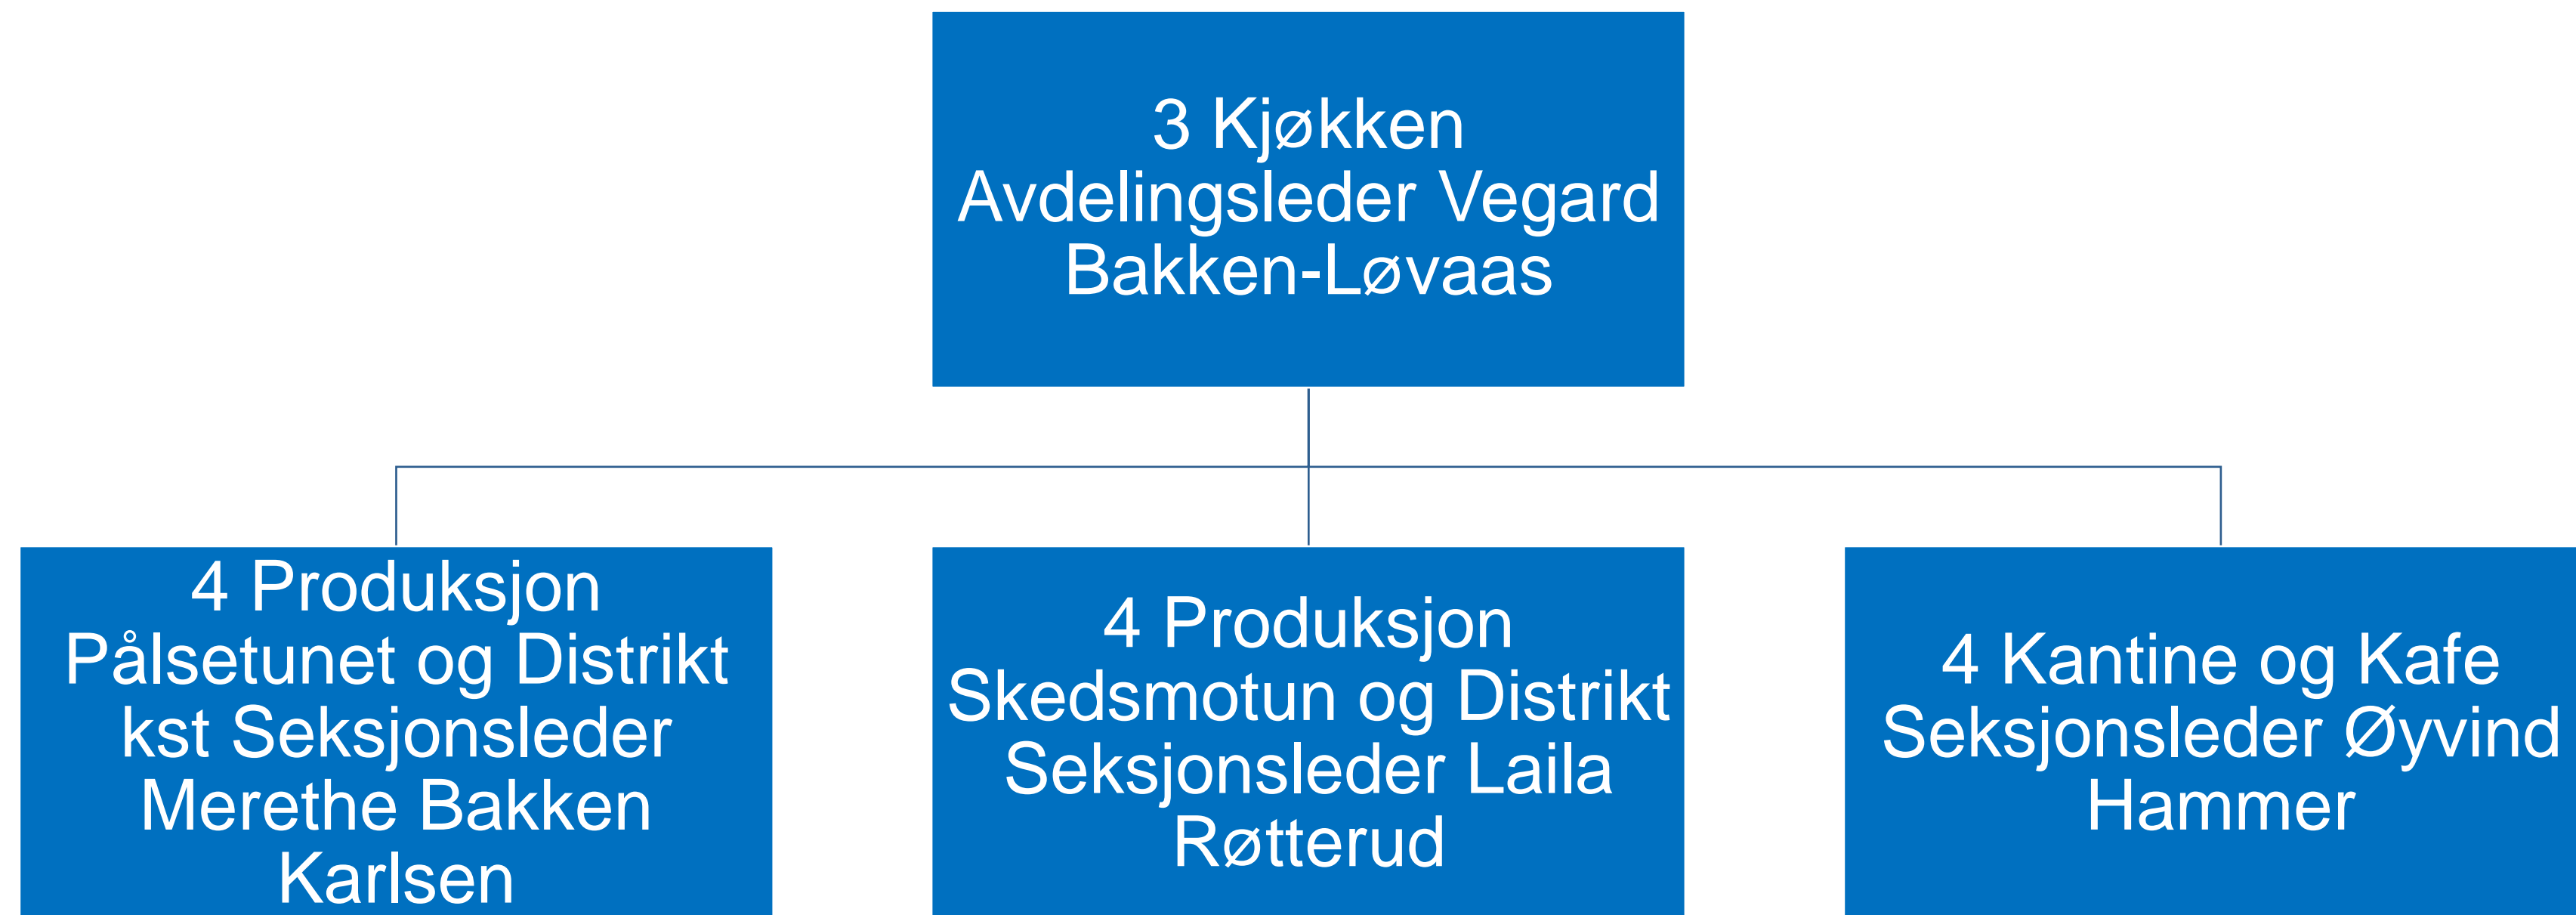 3 Kjøkken
Avdelingsleder Vegard
Bakken-Løvaas
4 Produksjon
Pålsetunet og Distrikt
kst Seksjonsleder
Merethe Bakken
Karlsen
4 Produksjon
Skedsmotun og Distrikt
Seksjonsleder Laila
Røtterud
4 Kantine og Kafe
Seksjonsleder Øyvind
Hammer